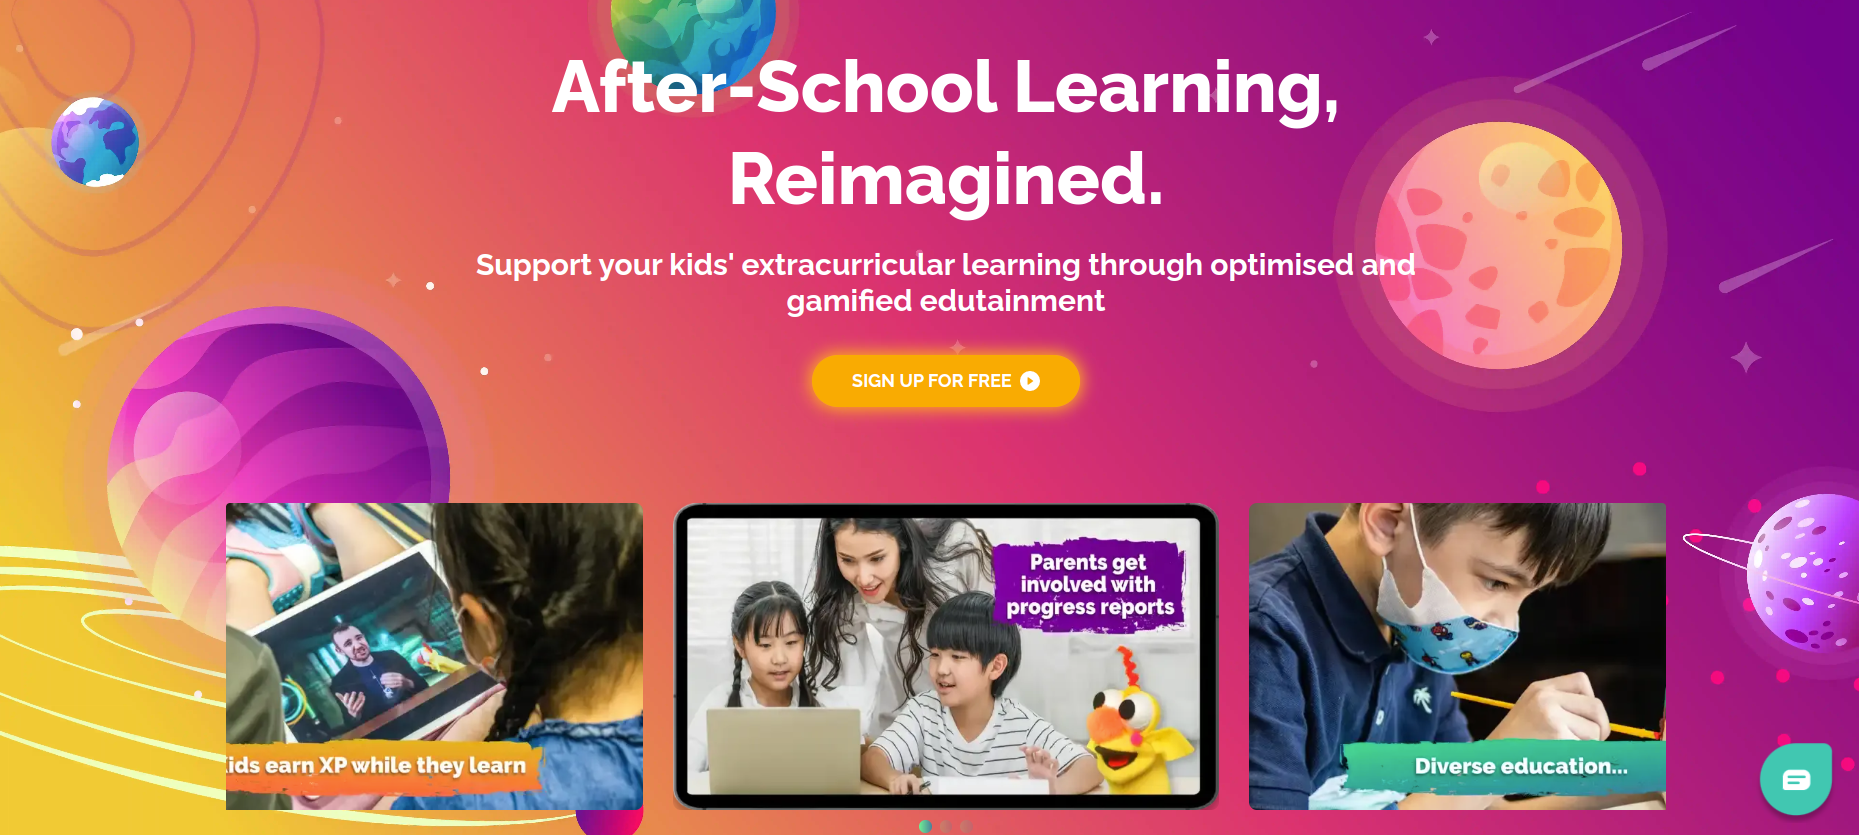 After-School Learning,
Reimagined.
Support your kids' extracurricular learning through optimised and
gamified edutainment
SIGN UP FOR FREE
ids earn XP while they learn
Parents get
involved with
progress reports
Diverse education...